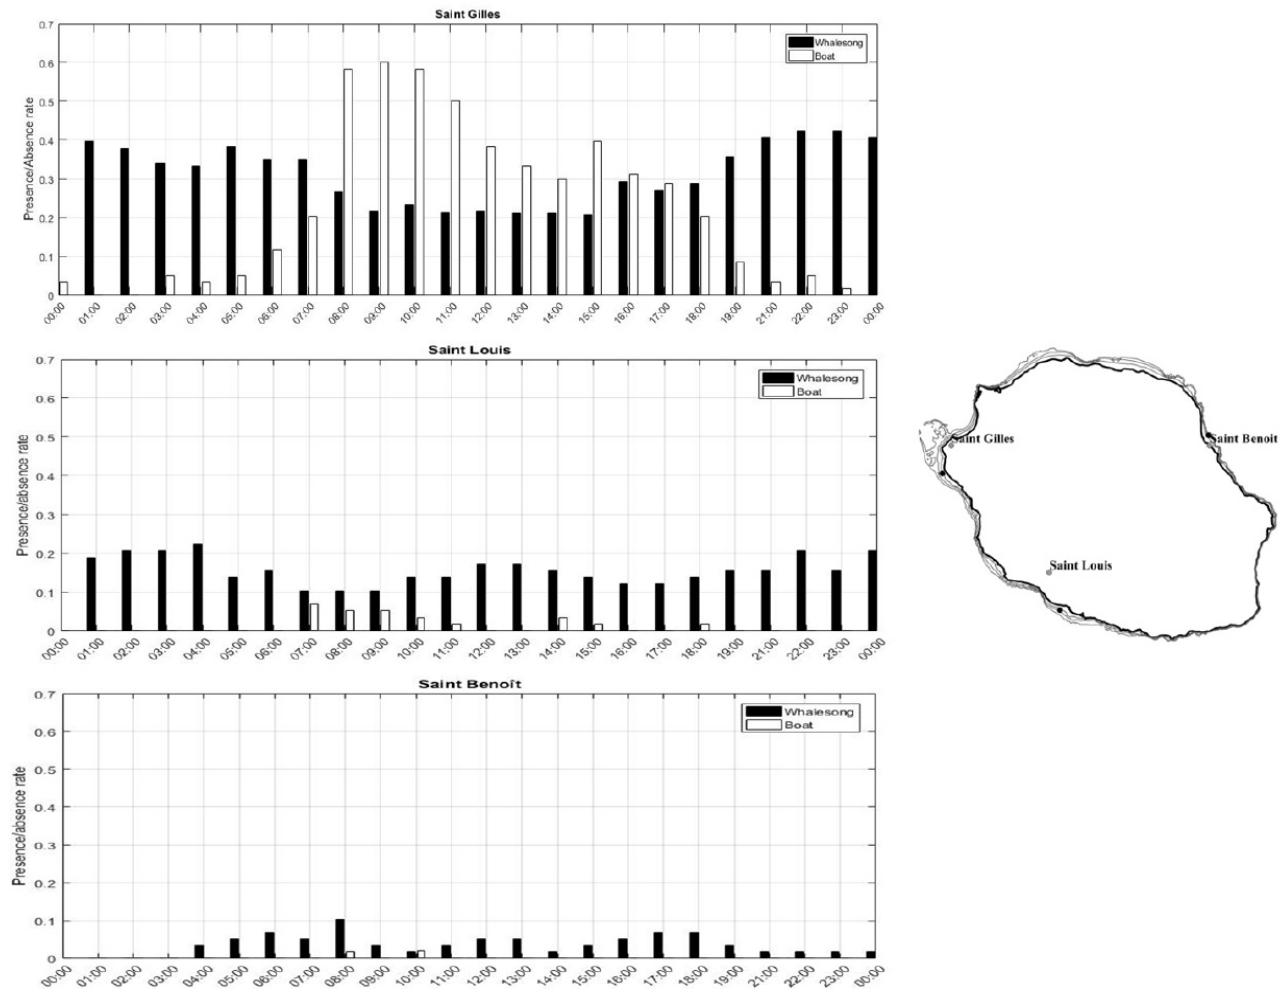 Saint Gilles
Presence/Absence rate
0.7
0.6
0.5
0.4
0.3
0.2
0.1
0
Whalesong
Boat
00:00 01:00 02:00 03:00 04:00 05:00 06:00 07:00 08:00 09:00 10:00 11:00 12:00 13:00 14:00 15:00 16:00 17:00 18:00 19:00 21:00 22:00 23:00 00:00
Saint Louis
Presence/absence rate
0.7
0.6
0.5
0.4
0.3
0.2
0.1
0
Whalesong
Boat
00:00 01:00 02:00 03:00 04:00 05:00 06:00 07:00 08:00 09:00 10:00 11:00 12:00 13:00 14:00 15:00 16:00 17:00 18:00 19:00 21:00 22:00 23:00 00:00
Saint Benoît
Presence/absence rate
0.7
0.6
0.5
0.4
0.3
0.2
0.1
0
Whalesong
Boat
00:00 01:00 02:00 03:00 04:00 05:00 06:00 07:00 08:00 09:00 10:00 11:00 12:00 13:00 14:00 15:00 16:00 17:00 18:00 19:00 21:00 22:00 23:00 00:00
Saint Gilles
Saint Benoit
Saint Louis